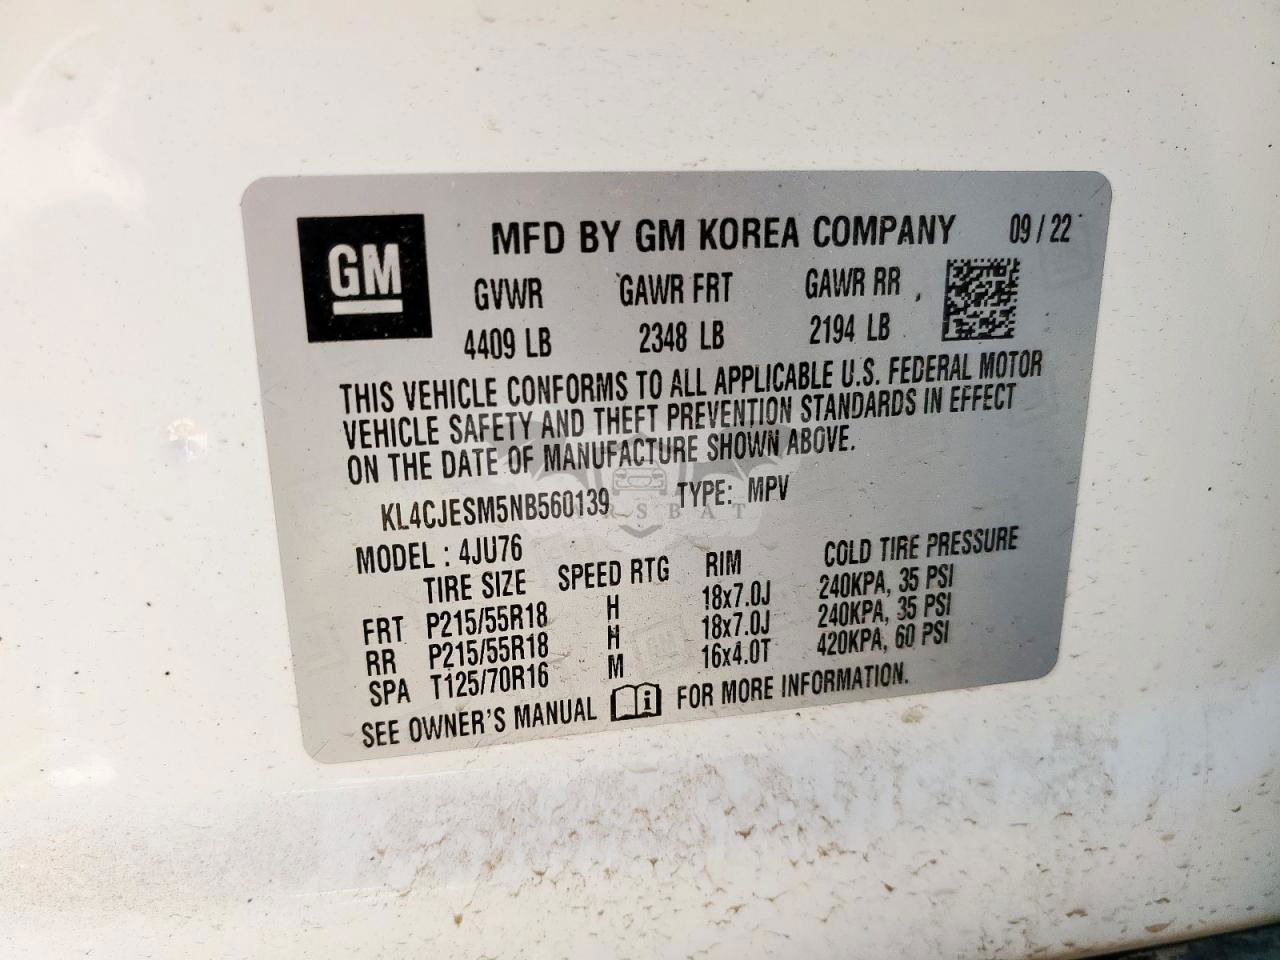 GM
MFD BY GM KOREA COMPANY 09/22
GVWR GAWR FRT GAWR RR
4409 LB 2348 LB 2194 LB
THIS VEHICLE CONFORMS TO ALL APPLICABLE U.S. FEDERAL MOTOR
VEHICLE SAFETY AND THEFT PREVENTION STANDARDS IN EFFECT
ON THE DATE OF MANUFACTURE SHOWN ABOVE.
KL4CJESM5NB560139 TYPE: MPV
MODEL : 4JU76
TIRE SIZE SPEED RTG RIM COLD TIRE PRESSURE
FRT P215/55R18 H 18x7.0J 240KPA, 35 PSI
RR P215/55R18 H 18x7.0J 240KPA, 35 PSI
SPA T125/70R16 M 16x4.0T 420KPA, 60 PSI
SEE OWNER'S MANUAL i FOR MORE INFORMATION.